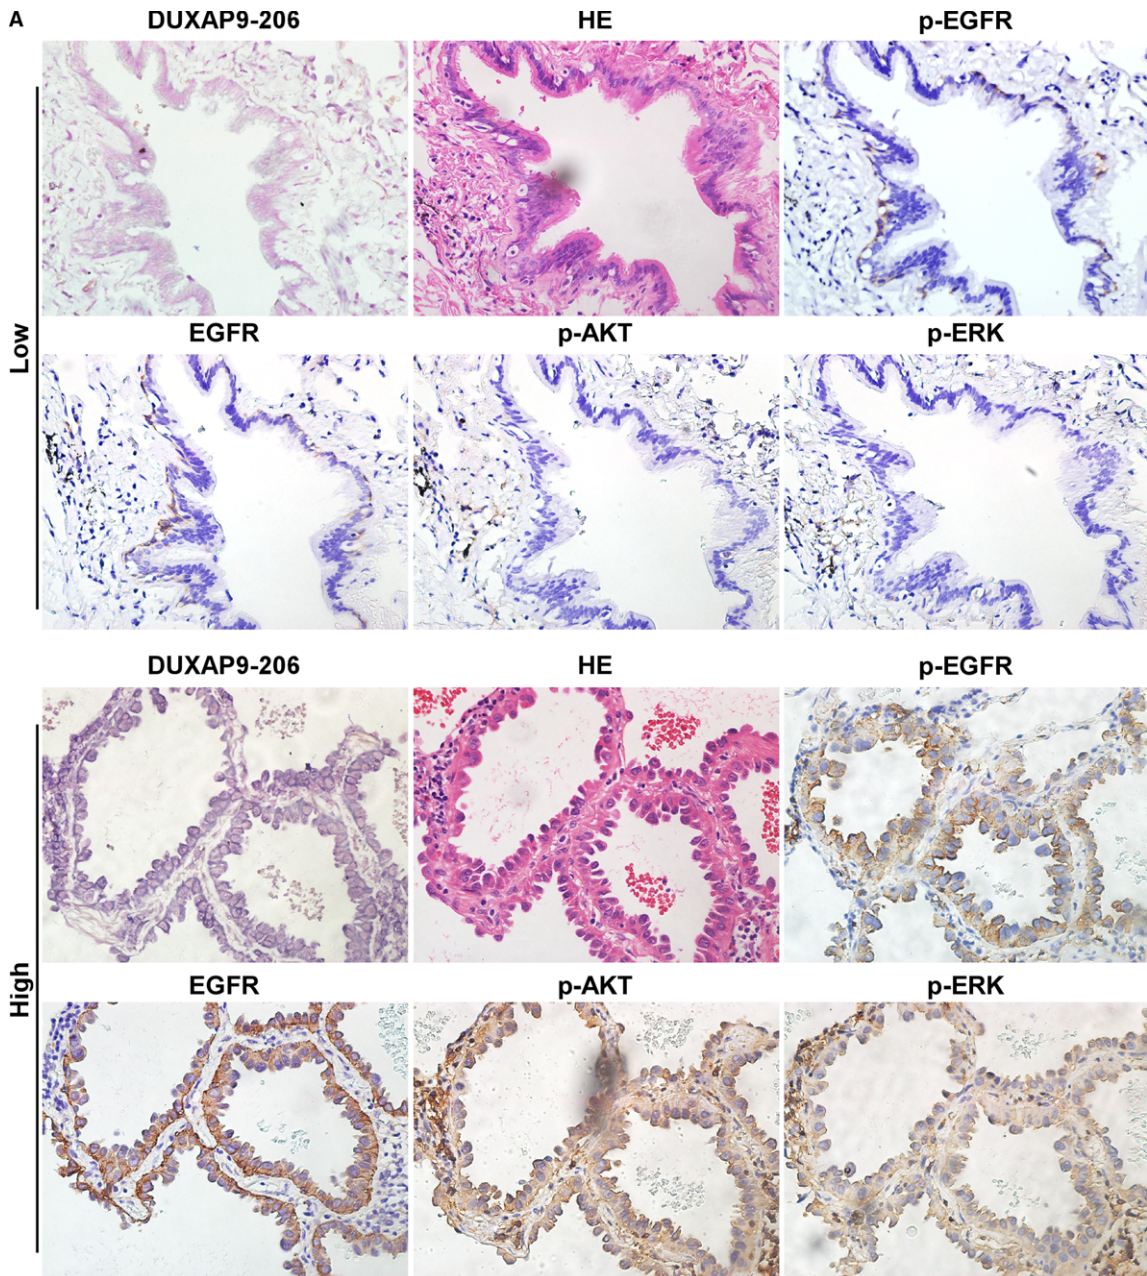 A
DUXAP9-206 HE p-EGFR
Low
EGFR p-AKT p-ERK
DUXAP9-206 HE p-EGFR
High
EGFR p-AKT p-ERK